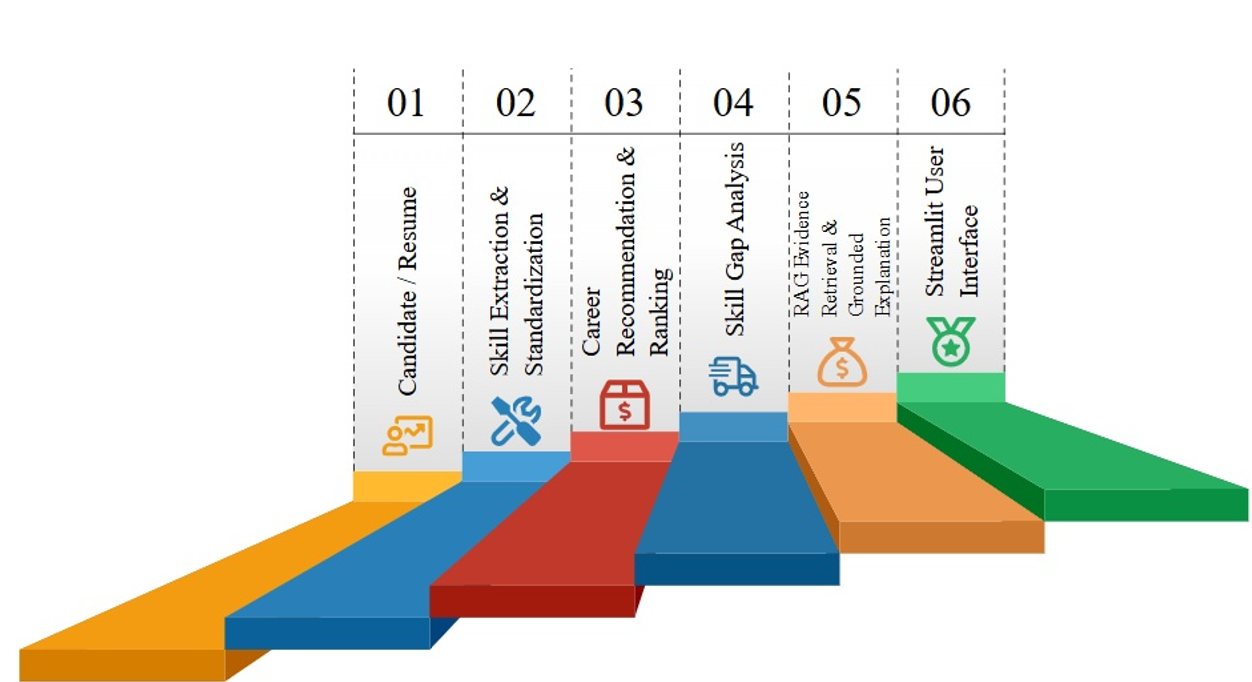 01
02
03
04
05
06
Candidate / Resume
Skill Extraction &
Standardization
Career
Recommendation &
Ranking
Skill Gap Analysis
RAG Evidence
Retrieval &
Grounded
Explanation
Streamlit User
Interface
$
$